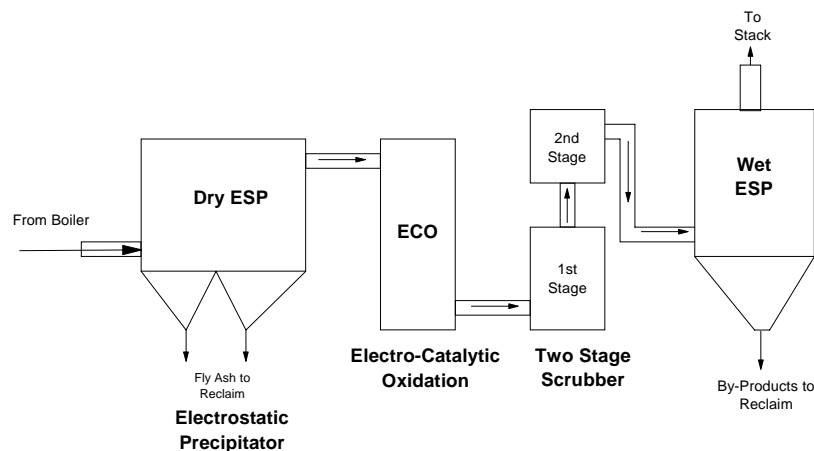 To
Stack
2nd
Stage
Wet
ESP
Dry ESP
From Boiler
ECO
1st
Stage
Electro-Catalytic
Oxidation
Two Stage
Scrubber
Fly Ash to
Reclaim
By-Products to
Reclaim
Electrostatic
Precipitator